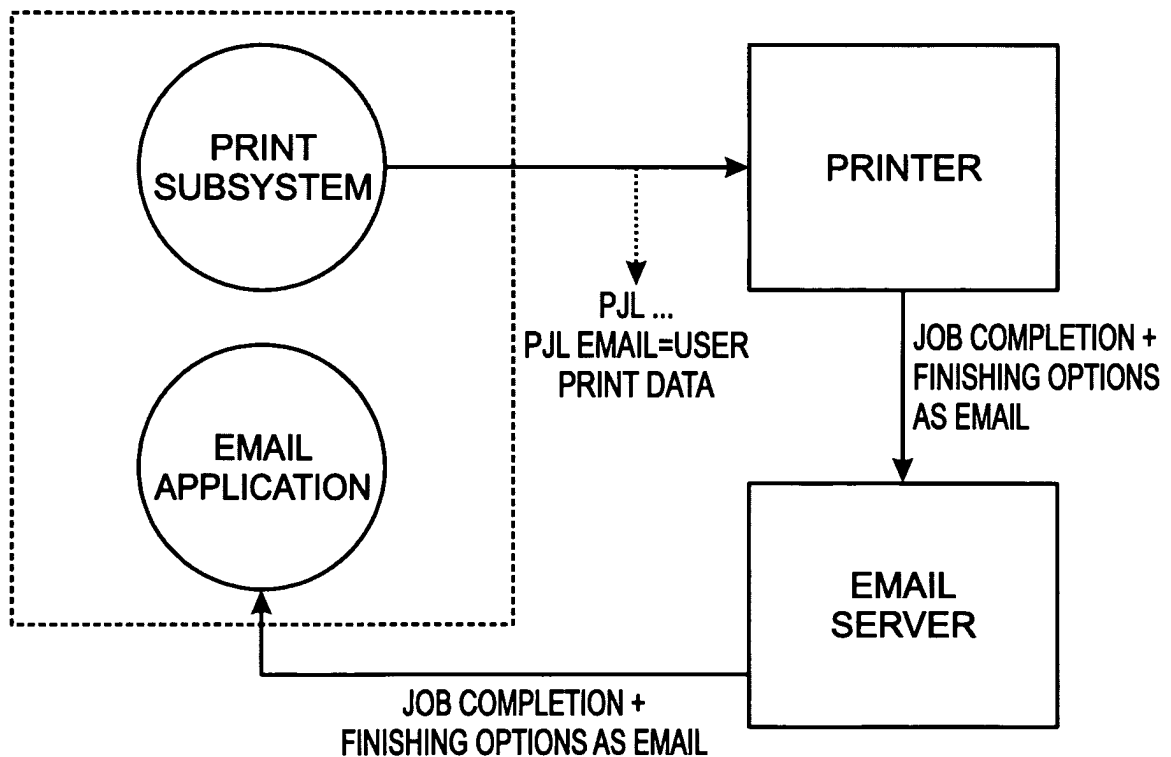 PRINT
SUBSYSTEM
PRINTER
PJL ...
PJL EMAIL=USER
PRINT DATA
JOB COMPLETION +
FINISHING OPTIONS
AS EMAIL
EMAIL
APPLICATION
EMAIL
SERVER
JOB COMPLETION +
FINISHING OPTIONS AS EMAIL